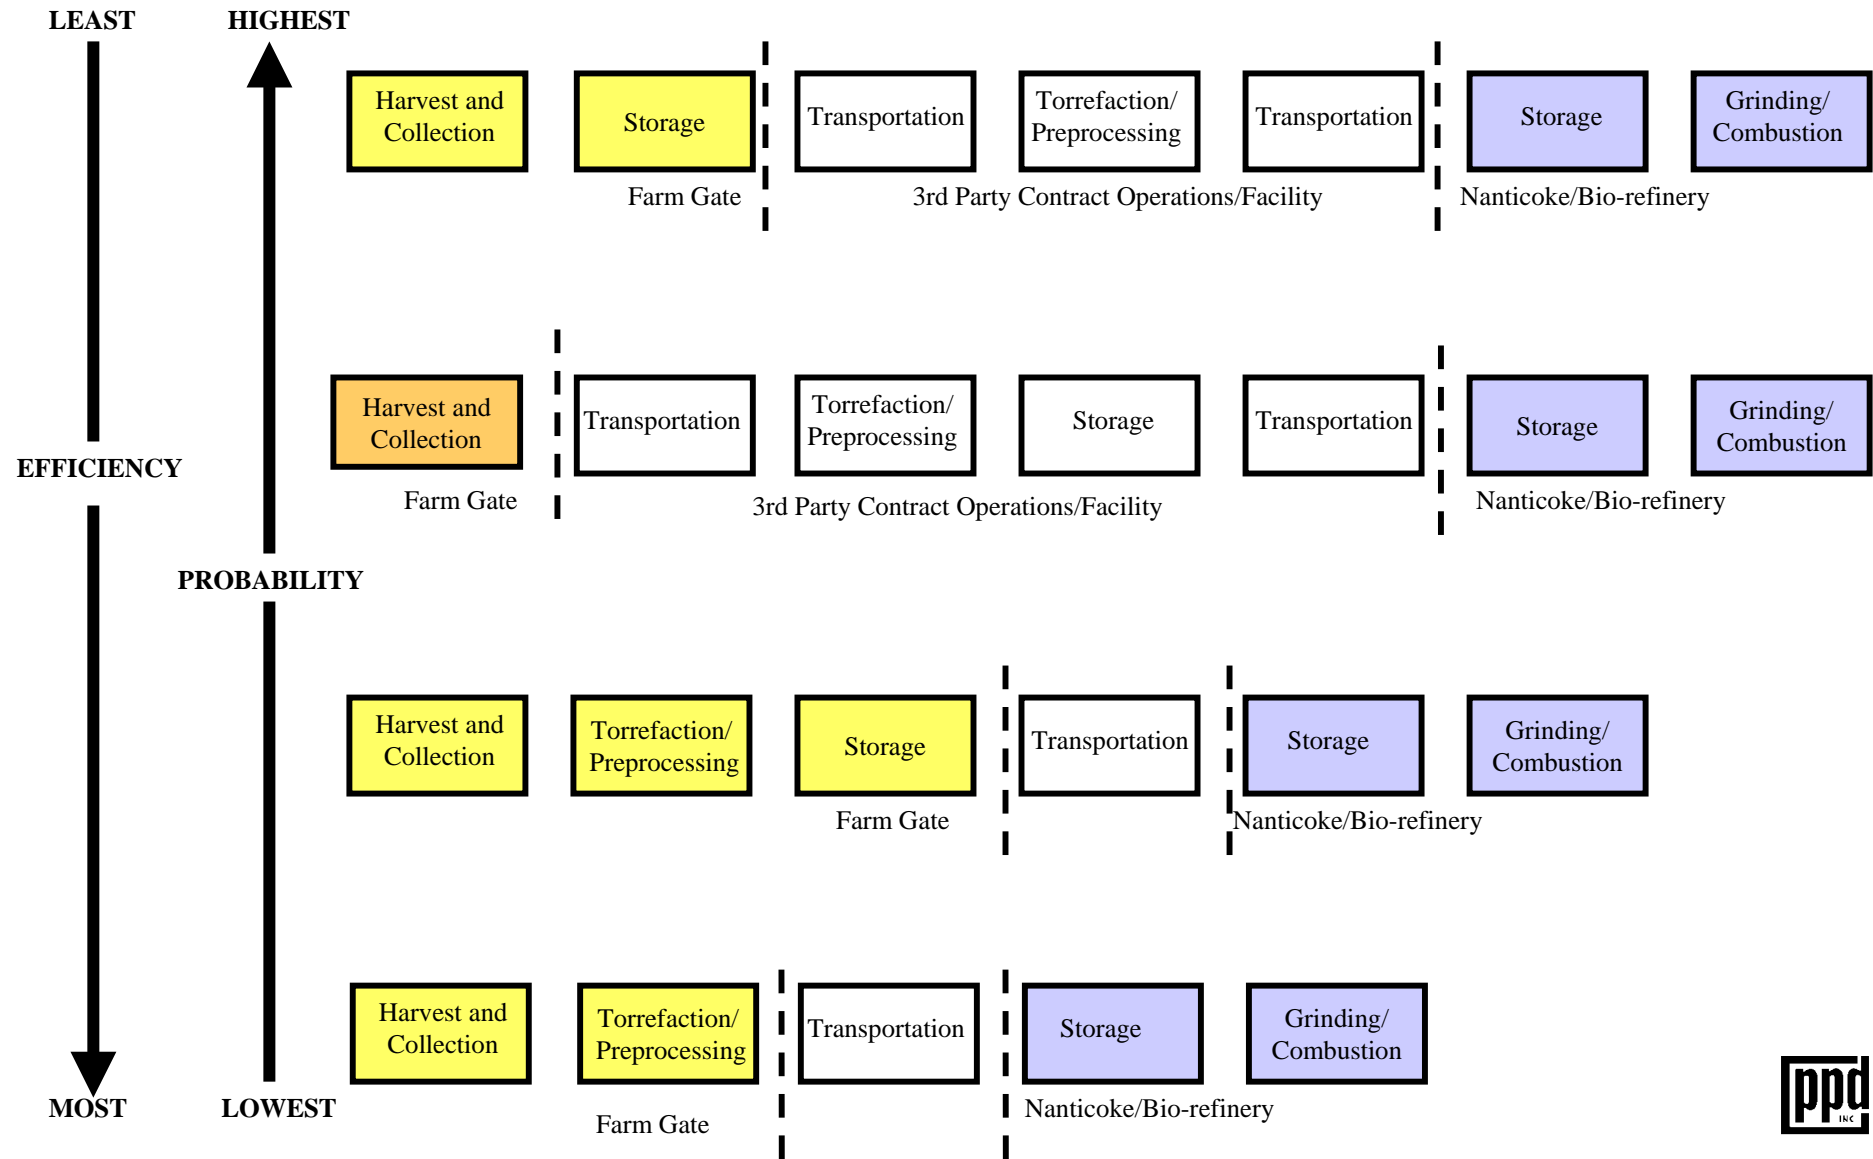 LEAST
HIGHEST
Harvest and
Collection
Storage
Transportation
Torrefaction/
Preprocessing
Transportation
Storage
Grinding/
Combustion
Farm Gate
3rd Party Contract Operations/Facility
Nanticoke/Bio-refinery
Harvest and
Collection
Transportation
Torrefaction/
Preprocessing
Storage
Transportation
Storage
Grinding/
Combustion
EFFICIENCY
Farm Gate
3rd Party Contract Operations/Facility
Nanticoke/Bio-refinery
PROBABILITY
Harvest and
Collection
Torrefaction/
Preprocessing
Storage
Transportation
Storage
Grinding/
Combustion
Farm Gate
Nanticoke/Bio-refinery
Harvest and
Collection
Torrefaction/
Preprocessing
Transportation
Storage
Grinding/
Combustion
MOST
LOWEST
Farm Gate
Nanticoke/Bio-refinery
ppd
INC